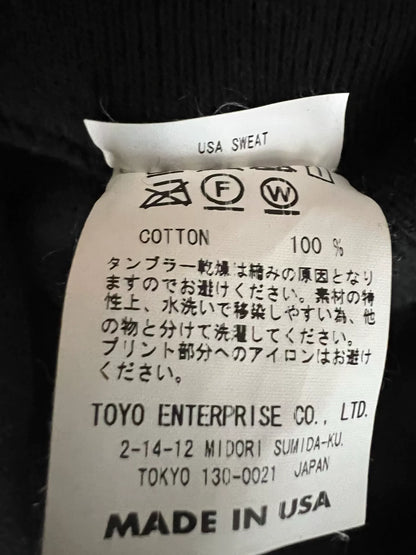 USA SWEAT
F W
COTTON 100 %
タンブラー乾燥は縮みの原因となり
ますのでお避けください。素材の特
性上、水洗いで移染しやすい為、他
の物と分けて洗濯してください。
プリント部分へのアイロンはお避け
ください。
TOYO ENTERPRISE CO., LTD.
2-14-12 MIDORI SUMIDA-KU.
TOKYO 130-0021 JAPAN
MADE IN USA